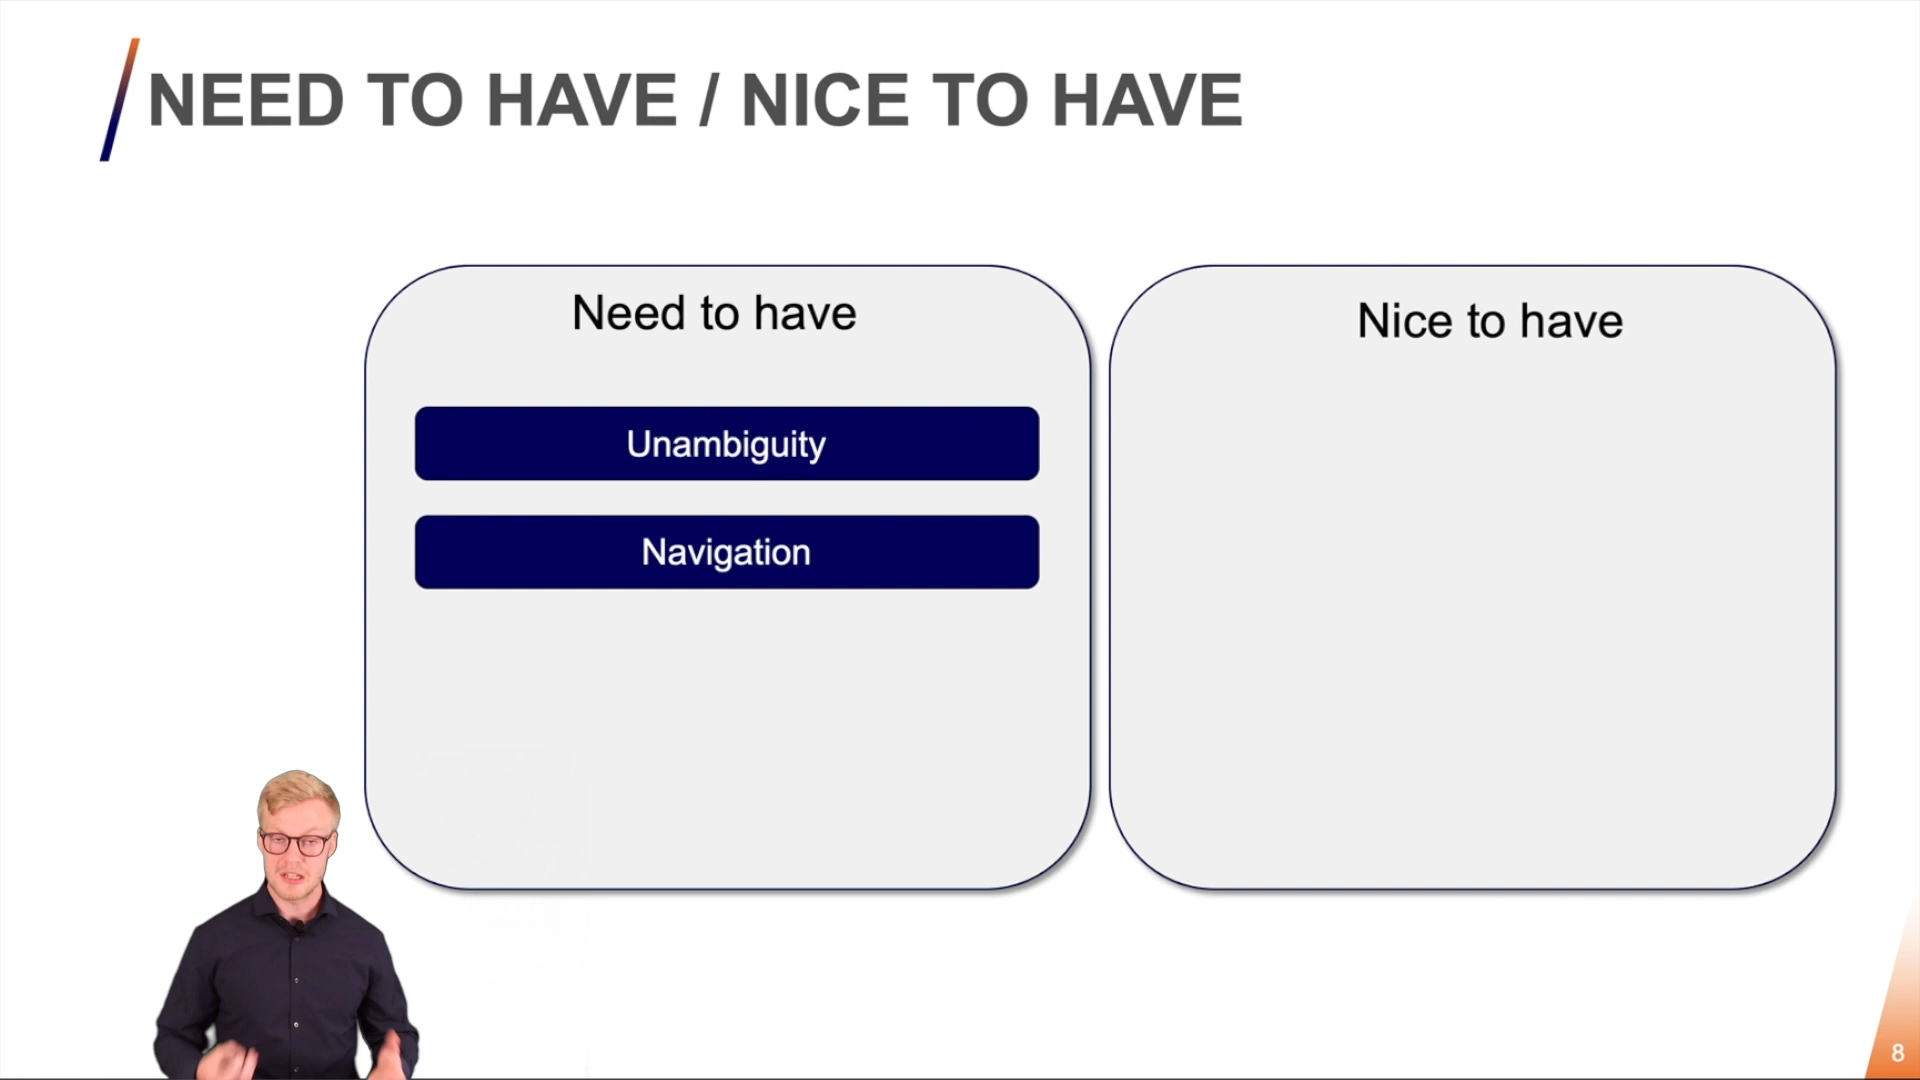 NEED TO HAVE / NICE TO HAVE
Need to have
Unambiguity
Navigation
Nice to have
8